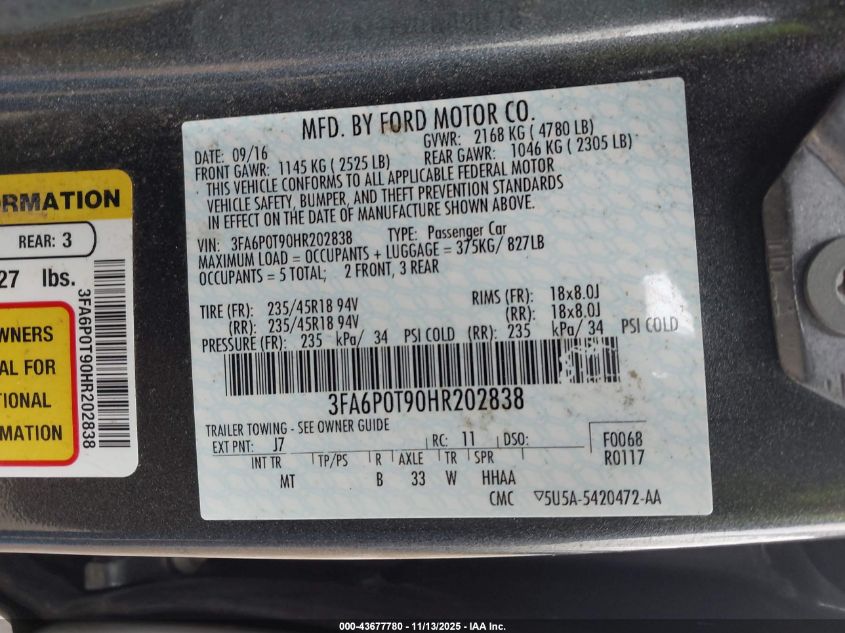 MFD. BY FORD MOTOR CO.
DATE: 09/16 GVWR: 2168 KG ( 4780 LB)
FRONT GAWR: 1145 KG ( 2525 LB) REAR GAWR: 1046 KG ( 2305 LB)
THIS VEHICLE CONFORMS TO ALL APPLICABLE FEDERAL MOTOR
VEHICLE SAFETY, BUMPER, AND THEFT PREVENTION STANDARDS
IN EFFECT ON THE DATE OF MANUFACTURE SHOWN ABOVE.
VIN: 3FA6P0T90HR202838 TYPE: Passenger Car
MAXIMUM LOAD = OCCUPANTS + LUGGAGE = 375KG/ 827LB
OCCUPANTS = 5 TOTAL; 2 FRONT, 3 REAR
TIRE (FR): 235/45R18 94V RIMS (FR): 18x8.0J
(RR): 235/45R18 94V (RR): 18x8.0J
PRESSURE (FR): 235 kPa/ 34 PSI COLD (RR): 235 kPa/ 34 PSI COLD
3FA6P0T90HR202838
TRAILER TOWING - SEE OWNER GUIDE
EXT PNT: J7 RC: 11 DSO: F0068
R0117
INT TR TP/PS R AXLE TR SPR
MT B 33 W HHAA
CMC ▽5U5A-5420472-AA
ORMATION
REAR: 3
27 lbs.
3FA6P0T90HR202838
WNERS
AL FOR
TIONAL
MATION
000-43677780 - 11/13/2025 - IAA Inc.